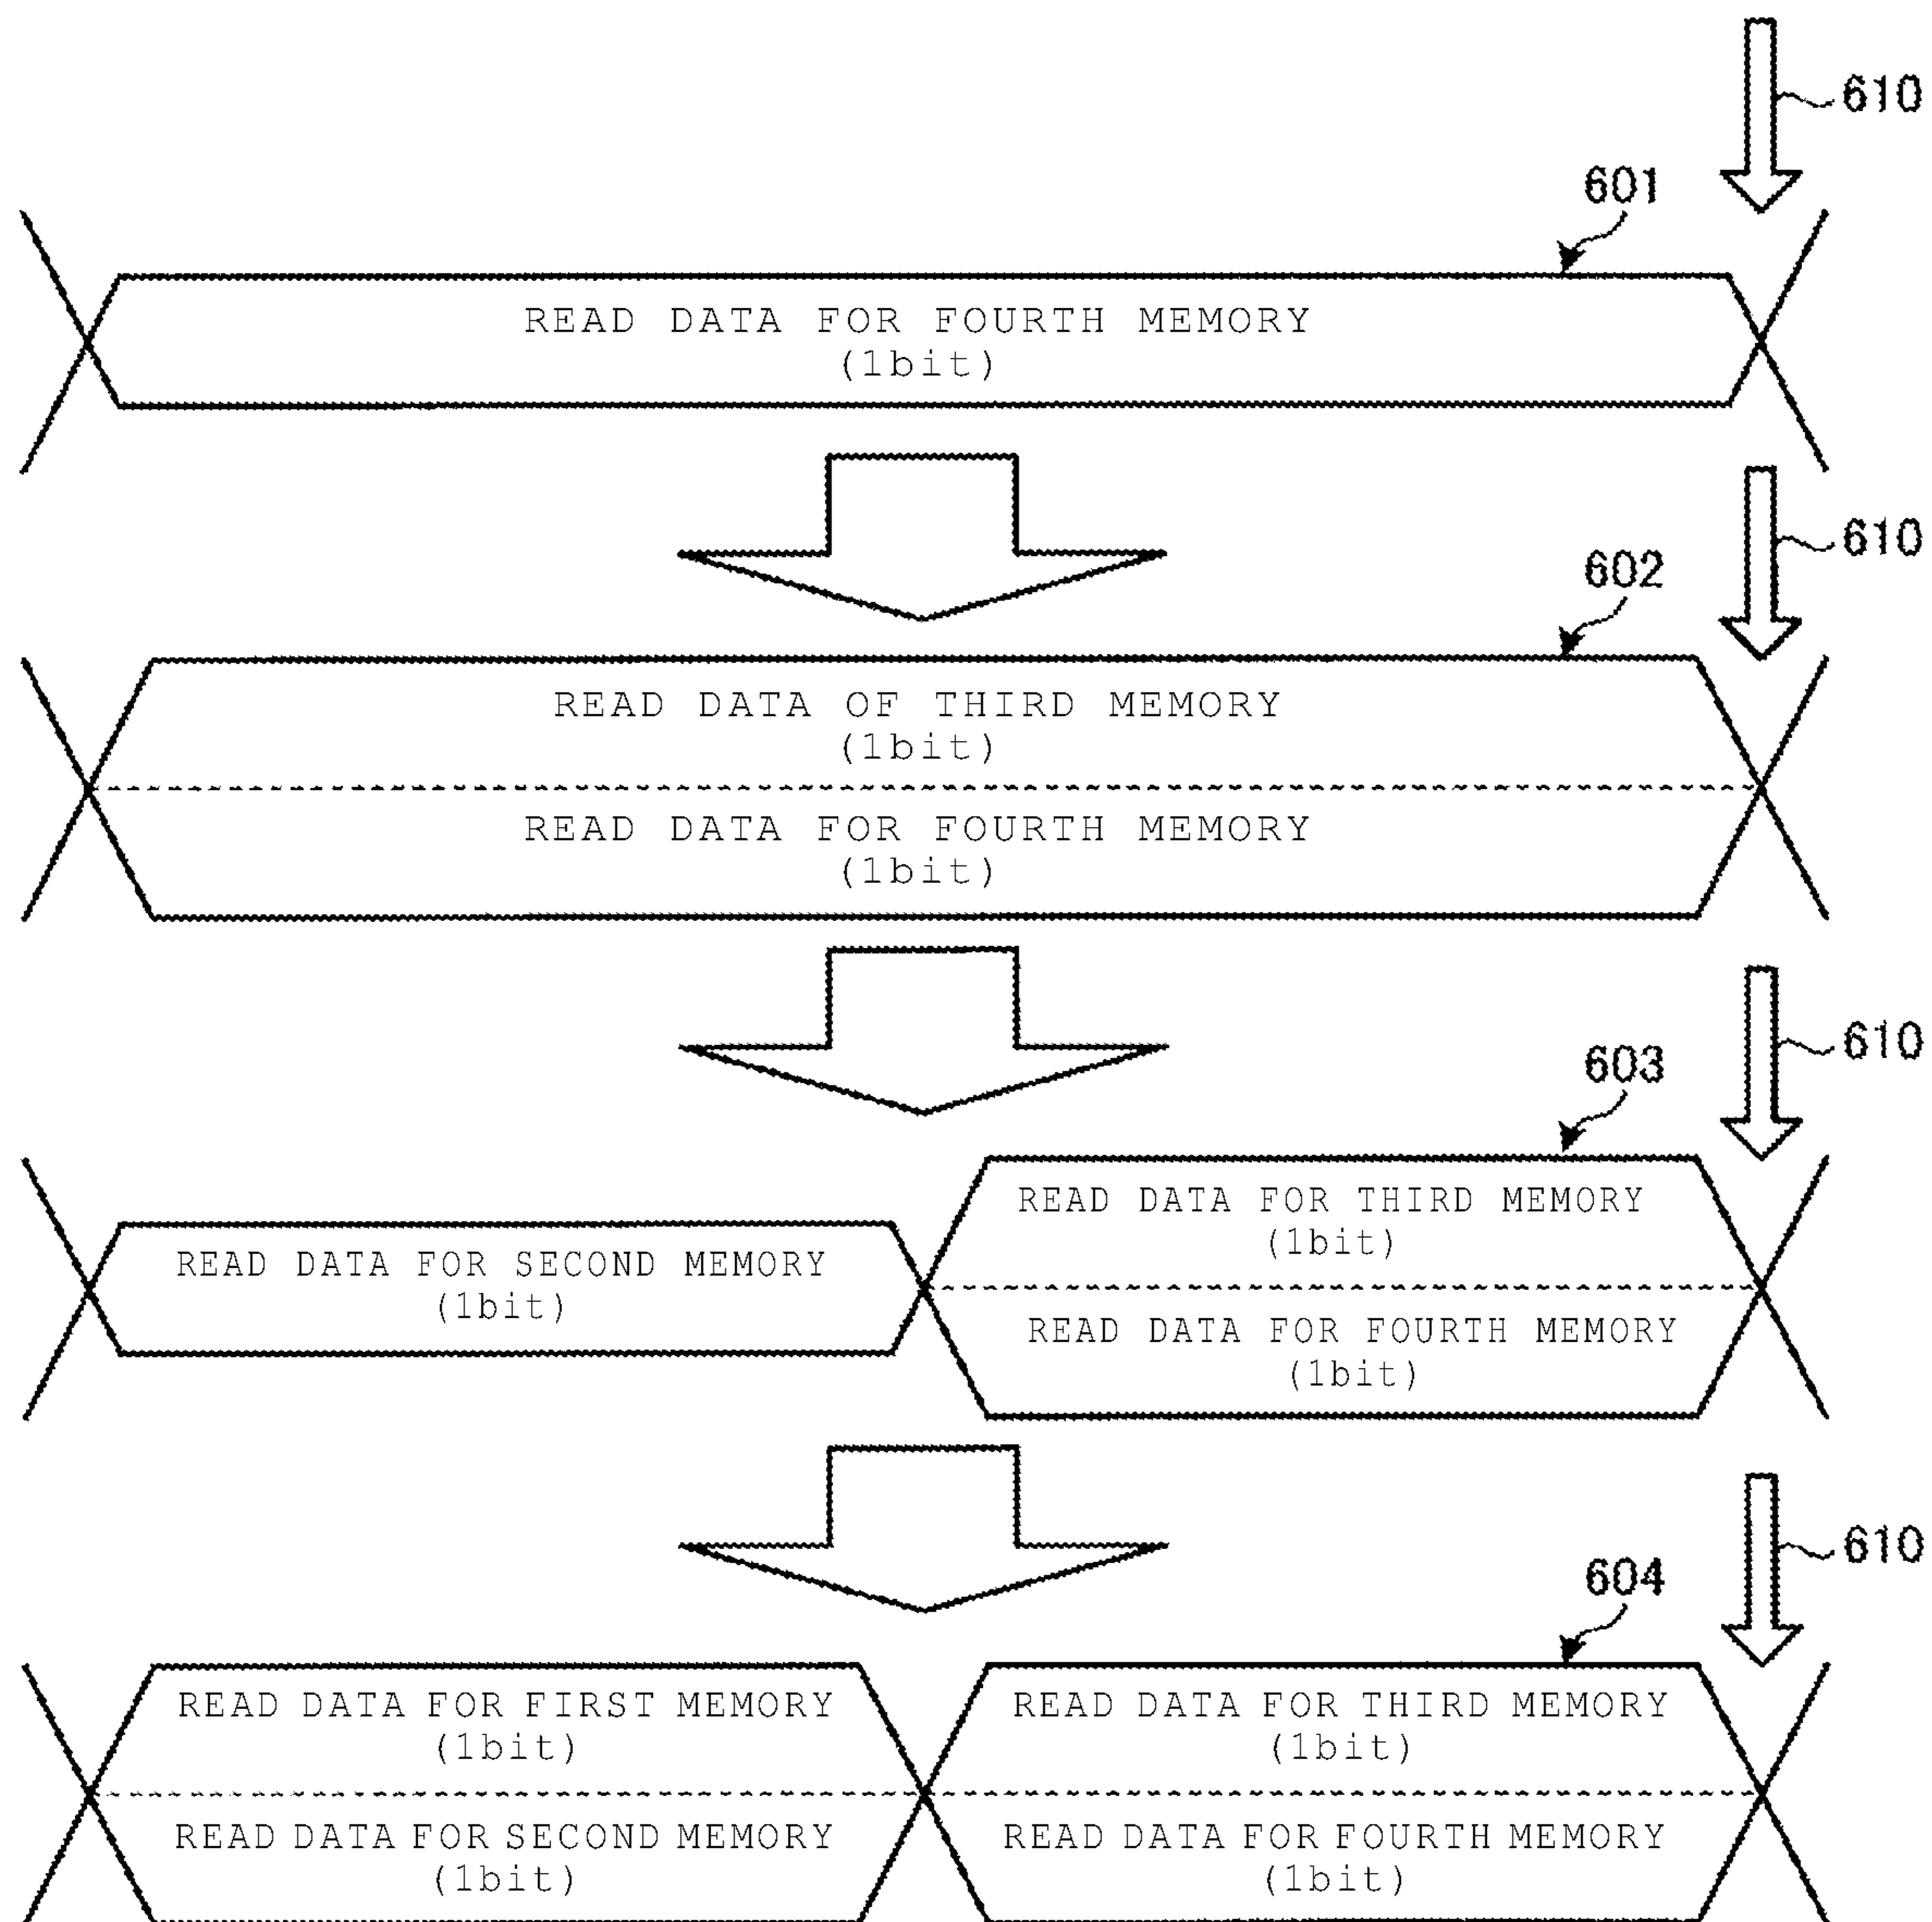 610
601
READ DATA FOR FOURTH MEMORY
(1bit)
610
602
READ DATA OF THIRD MEMORY
(1bit)
READ DATA FOR FOURTH MEMORY
(1bit)
610
603
READ DATA FOR SECOND MEMORY
(1bit)
READ DATA FOR THIRD MEMORY
(1bit)
READ DATA FOR FOURTH MEMORY
(1bit)
610
604
READ DATA FOR FIRST MEMORY
(1bit)
READ DATA FOR THIRD MEMORY
(1bit)
READ DATA FOR SECOND MEMORY
(1bit)
READ DATA FOR FOURTH MEMORY
(1bit)